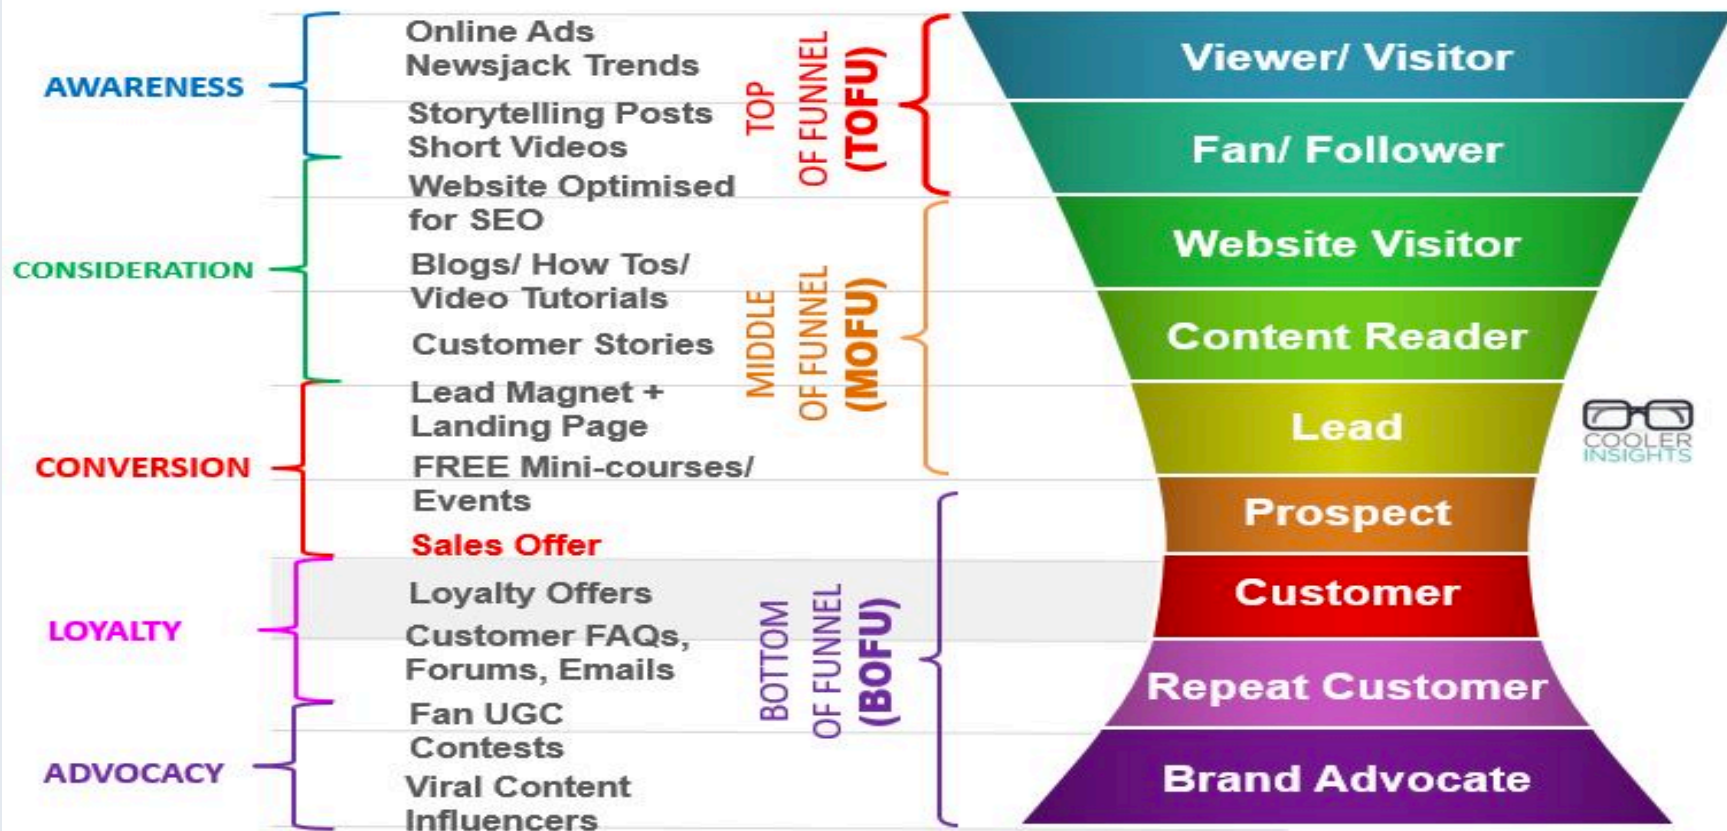 AWARENESS
CONSIDERATION
CONVERSION
LOYALTY
ADVOCACY
Online Ads
Newsjack Trends
Storytelling Posts
Short Videos
Website Optimised
for SEO
Blogs/ How Tos/
Video Tutorials
Customer Stories
Lead Magnet +
Landing Page
FREE Mini-courses/
Events
Sales Offer
Loyalty Offers
Customer FAQs,
Forums, Emails
Fan UGC
Contests
Viral Content
Influencers
TOP
OF FUNNEL
(TOFU)
MIDDLE
OF FUNNEL
(MOFU)
BOTTOM
OF FUNNEL
(BOFU)
Viewer/ Visitor
Fan/ Follower
Website Visitor
Content Reader
Lead
Prospect
Customer
Repeat Customer
Brand Advocate
COOLER
INSIGHTS